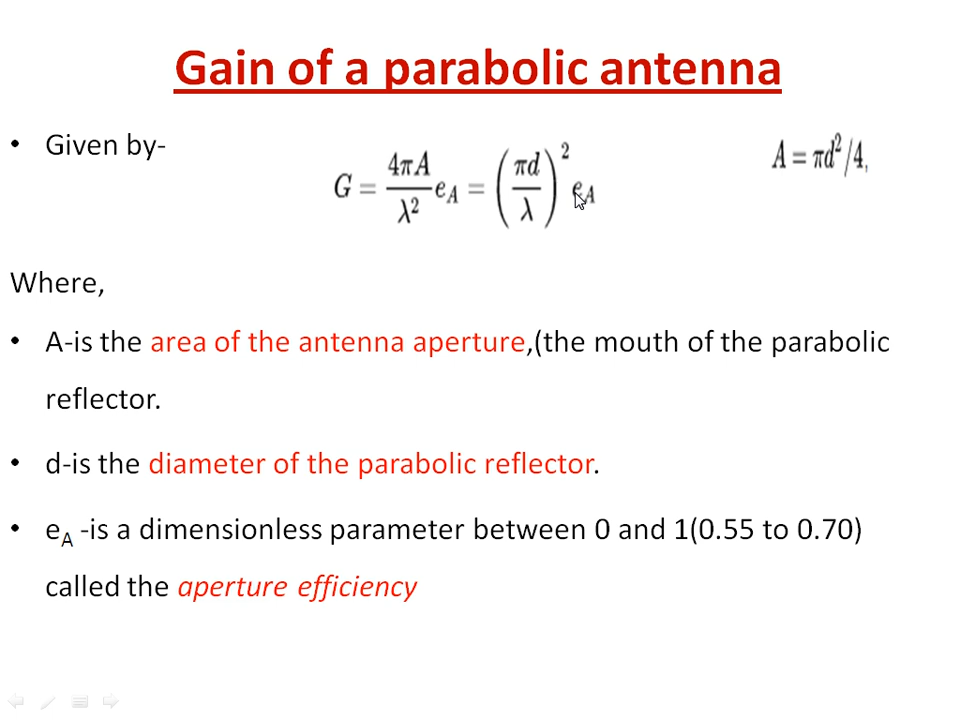 Gain of a parabolic antenna
• Given by-
G = 4πA/λ² e_A = (πd/λ)² e_A
A = πd²/4,
Where,
• A-is the area of the antenna aperture,(the mouth of the parabolic
reflector.
• d-is the diameter of the parabolic reflector.
• e_A -is a dimensionless parameter between 0 and 1(0.55 to 0.70)
called the aperture efficiency